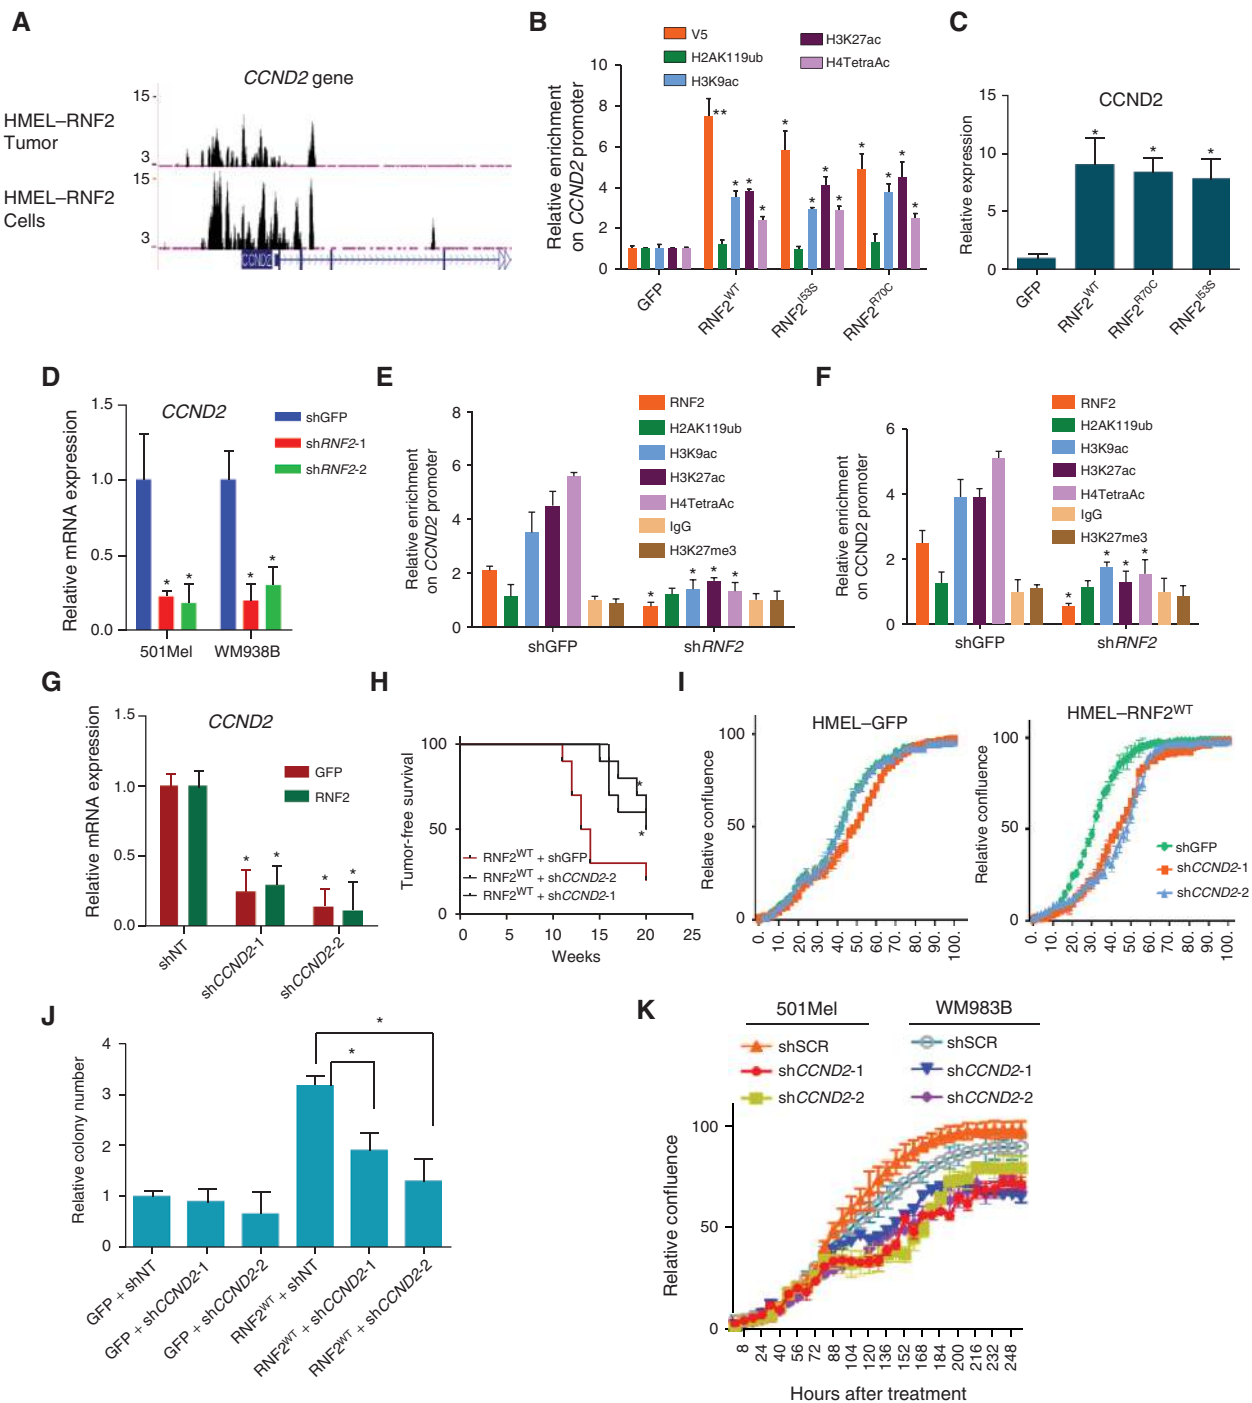 A
CCND2 gene
HMEL–RNF2
Tumor
15
3
HMEL–RNF2
Cells
15
3
CCND2
B
V5
H2AK119ub
H3K9ac
H3K27ac
H4TetraAc
Relative enrichment
on CCND2 promoter
10
8
6
4
2
0
**
*
*
*
*
*
*
*
*
*
*
*
GFP
RNF2WT
RNF2I53S
RNF2R70C
C
CCND2
Relative expression
15
10
5
0
*
*
*
GFP
RNF2WT
RNF2R70C
RNF2I53S
D
CCND2
Relative mRNA expression
1.5
1.0
0.5
0.0
*
*
*
*
shGFP
shRNF2-1
shRNF2-2
501Mel
WM938B
E
Relative enrichment
on CCND2 promoter
8
6
4
2
0
RNF2
H2AK119ub
H3K9ac
H3K27ac
H4TetraAc
IgG
H3K27me3
*
*
*
*
shGFP
shRNF2
F
Relative enrichment
on CCND2 promoter
6
4
2
0
RNF2
H2AK119ub
H3K9ac
H3K27ac
H4TetraAc
IgG
H3K27me3
*
*
*
*
shGFP
shRNF2
G
CCND2
Relative mRNA expression
1.5
1.0
0.5
0.0
GFP
RNF2
*
*
*
*
shNT
shCCND2-1
shCCND2-2
H
Tumor-free survival
100
50
0
*
*
RNF2WT + shGFP
RNF2WT + shCCND2-2
RNF2WT + shCCND2-1
0
5
10
15
20
25
Weeks
I
HMEL–GFP
Relative confluence
100
50
0
0.
10.
20.
30.
40.
50.
60.
70.
80.
90.
100.
HMEL–RNF2WT
Relative confluence
100
50
0
shGFP
shCCND2-1
shCCND2-2
0.
10.
20.
30.
40.
50.
60.
70.
80.
90.
100.
J
Relative colony number
4
3
2
1
0
*
*
GFP + shNT
GFP + shCCND2-1
GFP + shCCND2-2
RNF2WT + shNT
RNF2WT + shCCND2-1
RNF2WT + shCCND2-2
K
501Mel
shSCR
shCCND2-1
shCCND2-2
WM983B
shSCR
shCCND2-1
shCCND2-2
Relative confluence
100
50
0
8
24
40
56
72
88
104
120
136
152
168
184
200
216
232
248
Hours after treatment